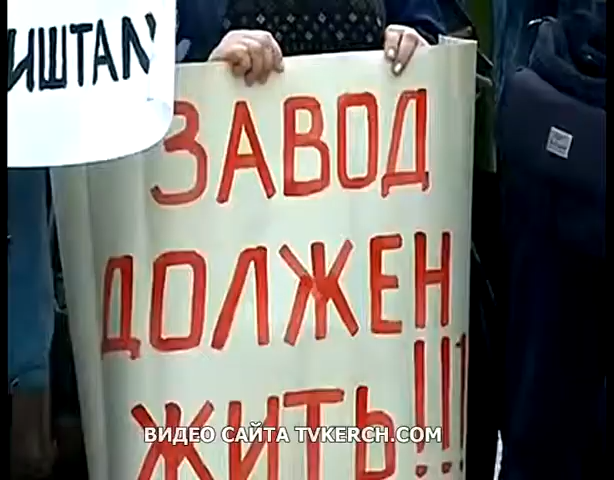 ИШТАН
ЗАВОД
ДОЛЖЕН
ЖИТЬ!!!
ВИДЕО САЙТА TVKERCH.COM